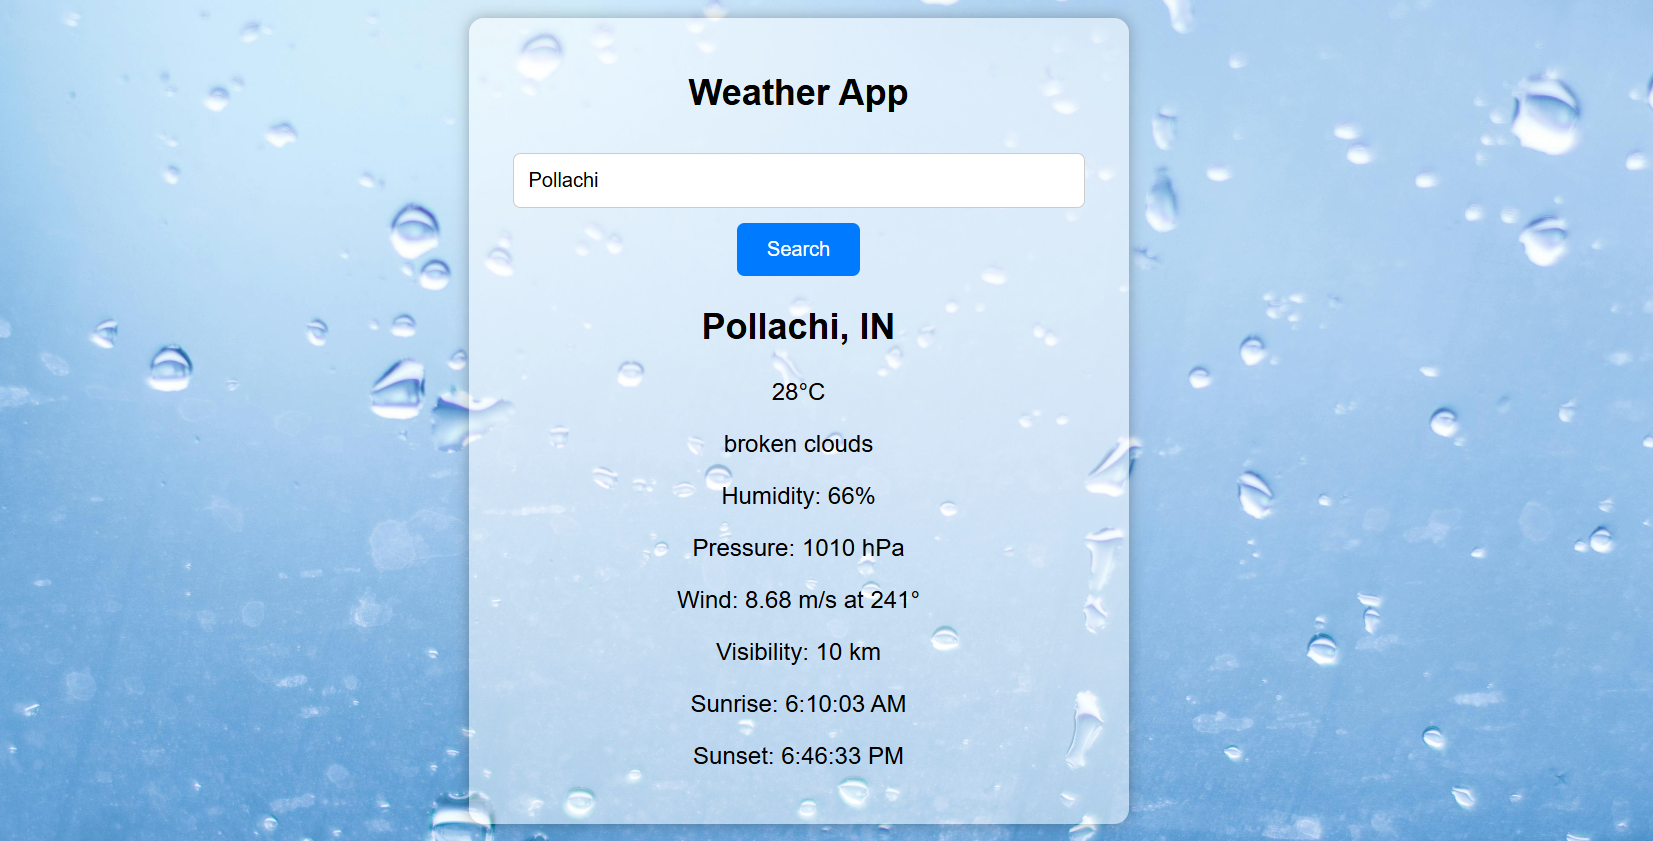 Weather App
Pollachi
Search
Pollachi, IN
28°C
broken clouds
Humidity: 66%
Pressure: 1010 hPa
Wind: 8.68 m/s at 241°
Visibility: 10 km
Sunrise: 6:10:03 AM
Sunset: 6:46:33 PM